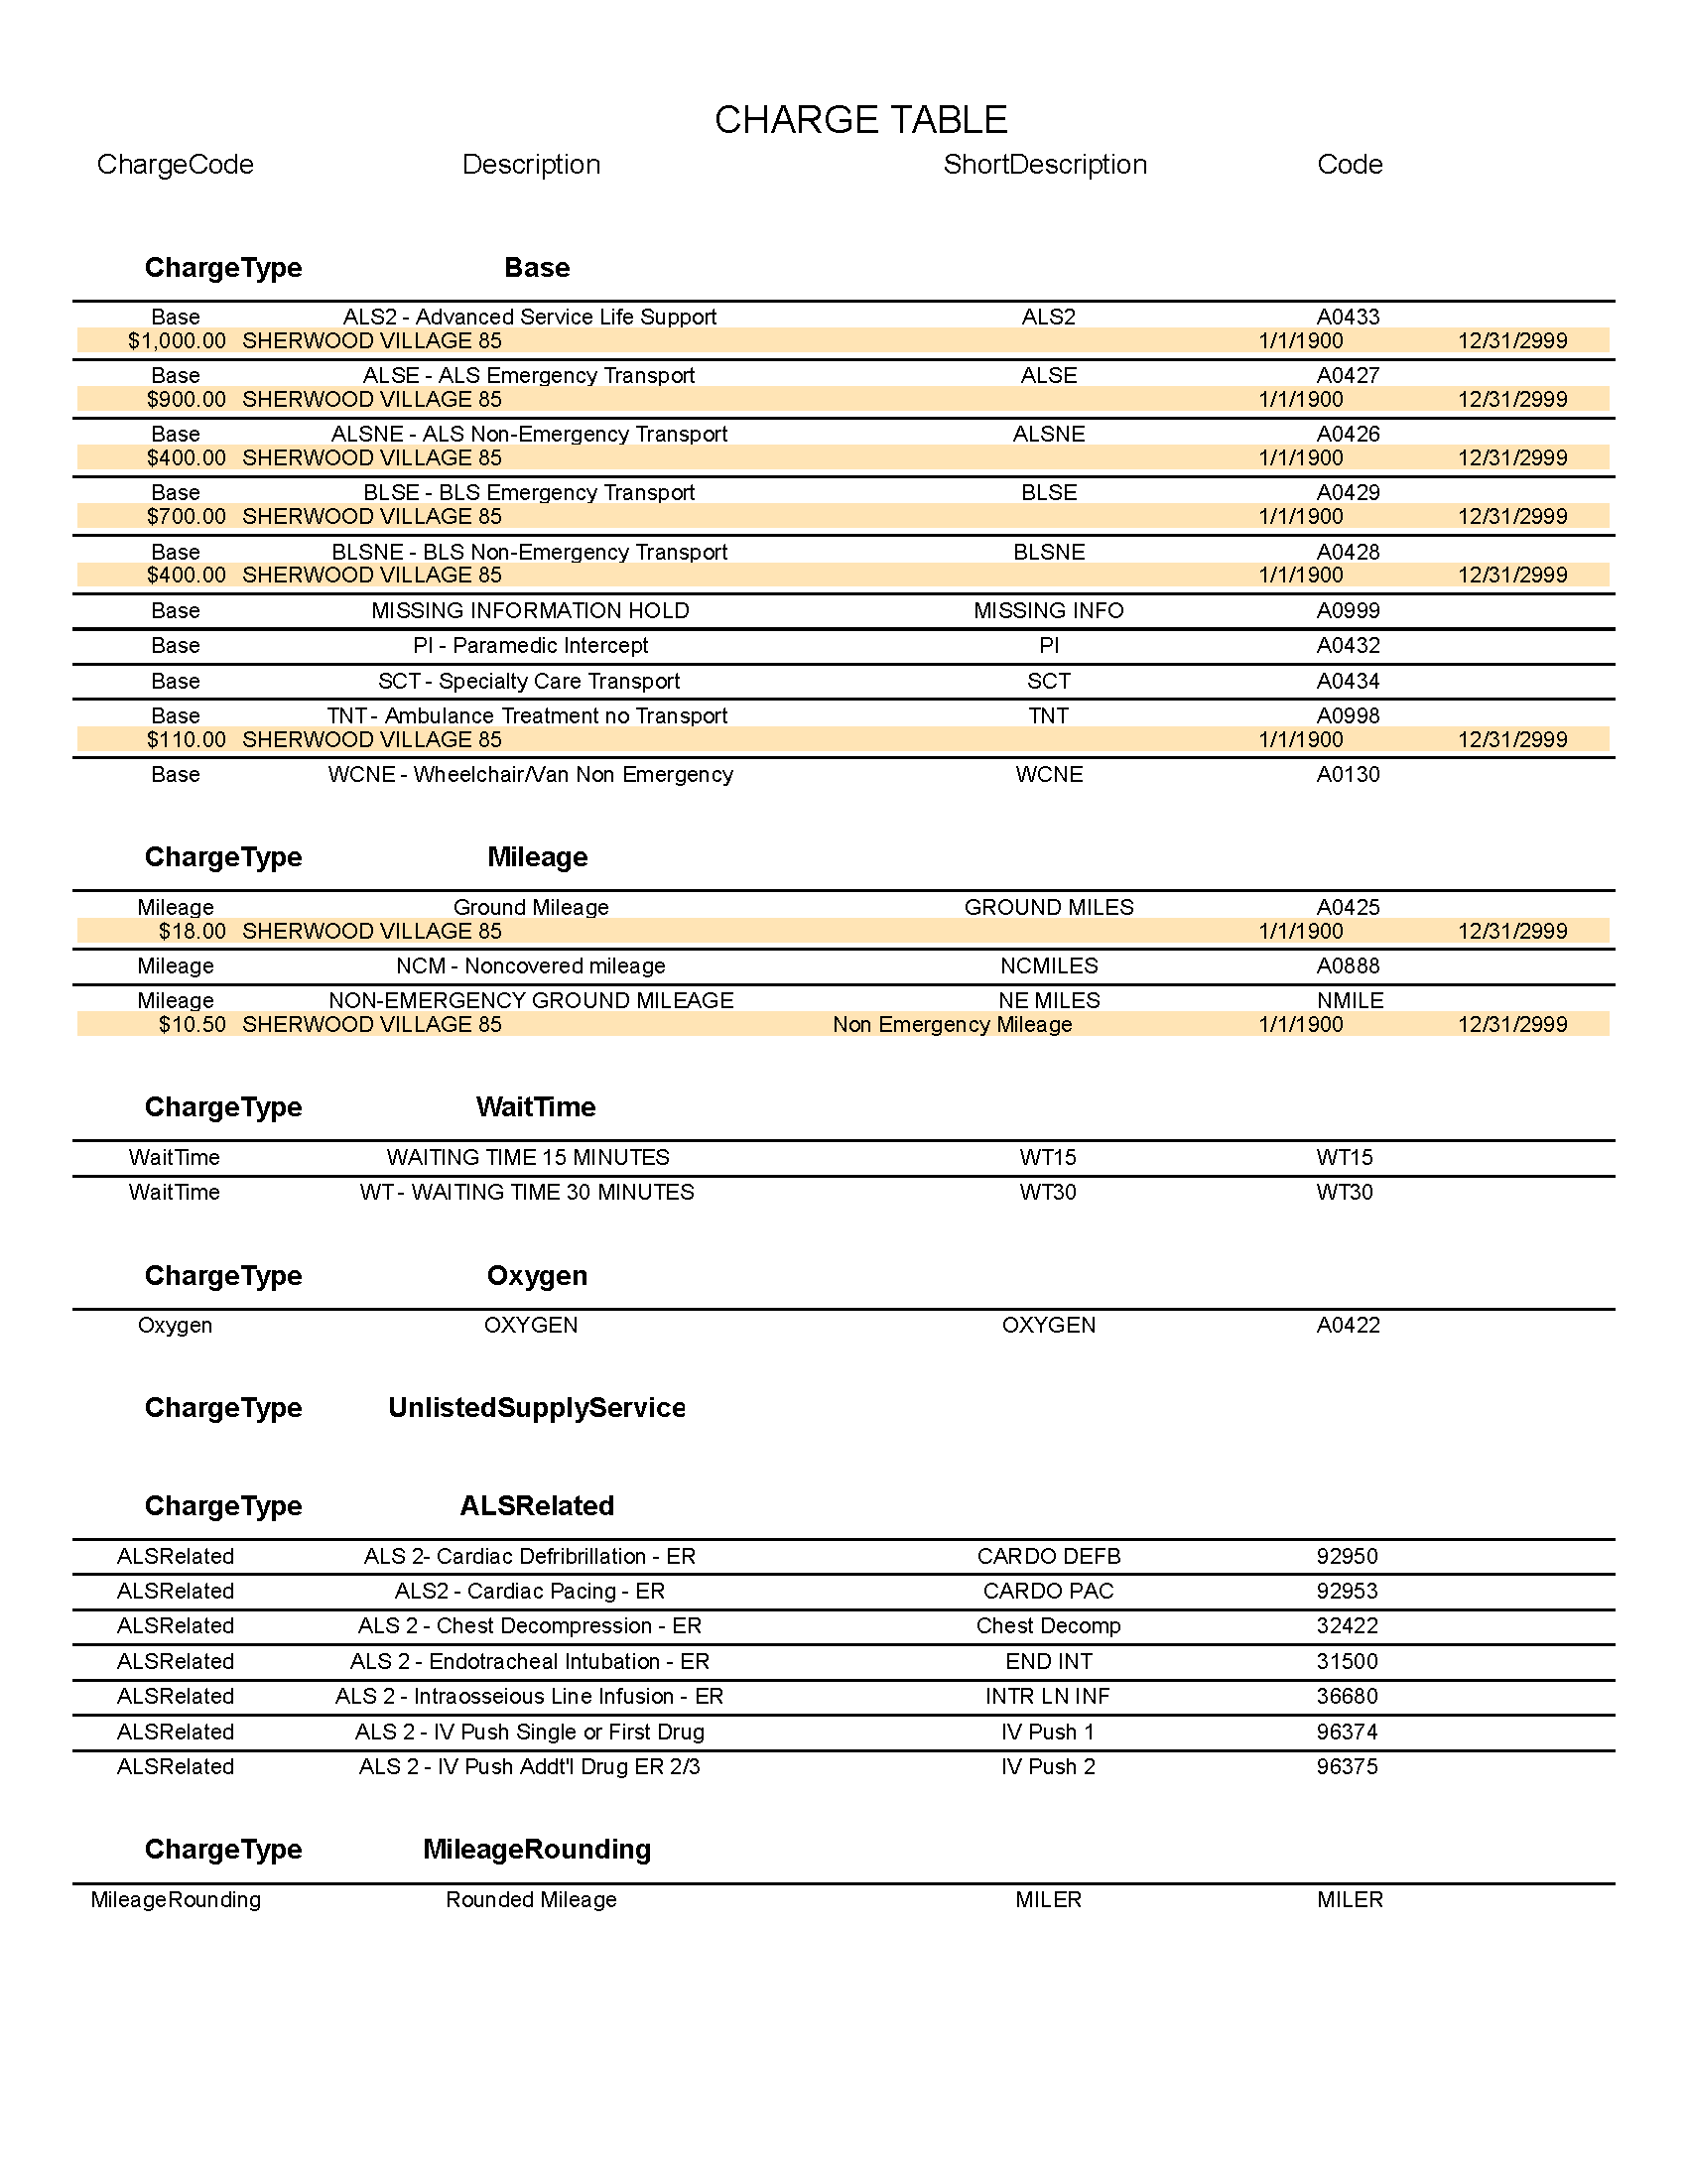 CHARGE TABLE
ChargeCode Description ShortDescription Code
ChargeType Base
Base ALS2 - Advanced Service Life Support ALS2 A0433
$1,000.00 SHERWOOD VILLAGE 85 1/1/1900 12/31/2999
Base ALSE - ALS Emergency Transport ALSE A0427
$900.00 SHERWOOD VILLAGE 85 1/1/1900 12/31/2999
Base ALSNE - ALS Non-Emergency Transport ALSNE A0426
$400.00 SHERWOOD VILLAGE 85 1/1/1900 12/31/2999
Base BLSE - BLS Emergency Transport BLSE A0429
$700.00 SHERWOOD VILLAGE 85 1/1/1900 12/31/2999
Base BLSNE - BLS Non-Emergency Transport BLSNE A0428
$400.00 SHERWOOD VILLAGE 85 1/1/1900 12/31/2999
Base MISSING INFORMATION HOLD MISSING INFO A0999
Base PI - Paramedic Intercept PI A0432
Base SCT - Specialty Care Transport SCT A0434
Base TNT - Ambulance Treatment no Transport TNT A0998
$110.00 SHERWOOD VILLAGE 85 1/1/1900 12/31/2999
Base WCNE - Wheelchair/Van Non Emergency WCNE A0130
ChargeType Mileage
Mileage Ground Mileage GROUND MILES A0425
$18.00 SHERWOOD VILLAGE 85 1/1/1900 12/31/2999
Mileage NCM - Noncovered mileage NCMILES A0888
Mileage NON-EMERGENCY GROUND MILEAGE NE MILES NMILE
$10.50 SHERWOOD VILLAGE 85 Non Emergency Mileage 1/1/1900 12/31/2999
ChargeType WaitTime
WaitTime WAITING TIME 15 MINUTES WT15 WT15
WaitTime WT - WAITING TIME 30 MINUTES WT30 WT30
ChargeType Oxygen
Oxygen OXYGEN OXYGEN A0422
ChargeType UnlistedSupplyService
ChargeType ALSRelated
ALSRelated ALS 2- Cardiac Defribrillation - ER CARDO DEFB 92950
ALSRelated ALS2 - Cardiac Pacing - ER CARDO PAC 92953
ALSRelated ALS 2 - Chest Decompression - ER Chest Decomp 32422
ALSRelated ALS 2 - Endotracheal Intubation - ER END INT 31500
ALSRelated ALS 2 - Intraosseious Line Infusion - ER INTR LN INF 36680
ALSRelated ALS 2 - IV Push Single or First Drug IV Push 1 96374
ALSRelated ALS 2 - IV Push Addt'l Drug ER 2/3 IV Push 2 96375
ChargeType MileageRounding
MileageRounding Rounded Mileage MILER MILER